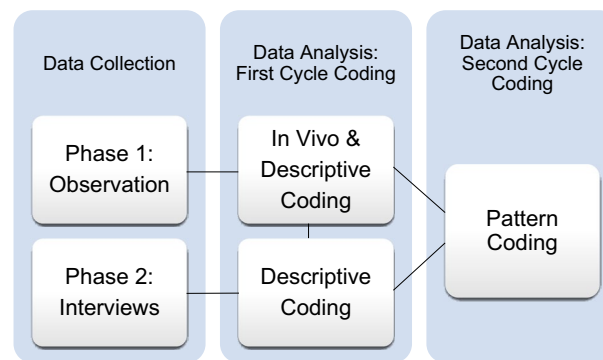 Data Collection
Data Analysis:
First Cycle Coding
Data Analysis:
Second Cycle
Coding
Phase 1:
Observation
In Vivo &
Descriptive
Coding
Pattern
Coding
Phase 2:
Interviews
Descriptive
Coding